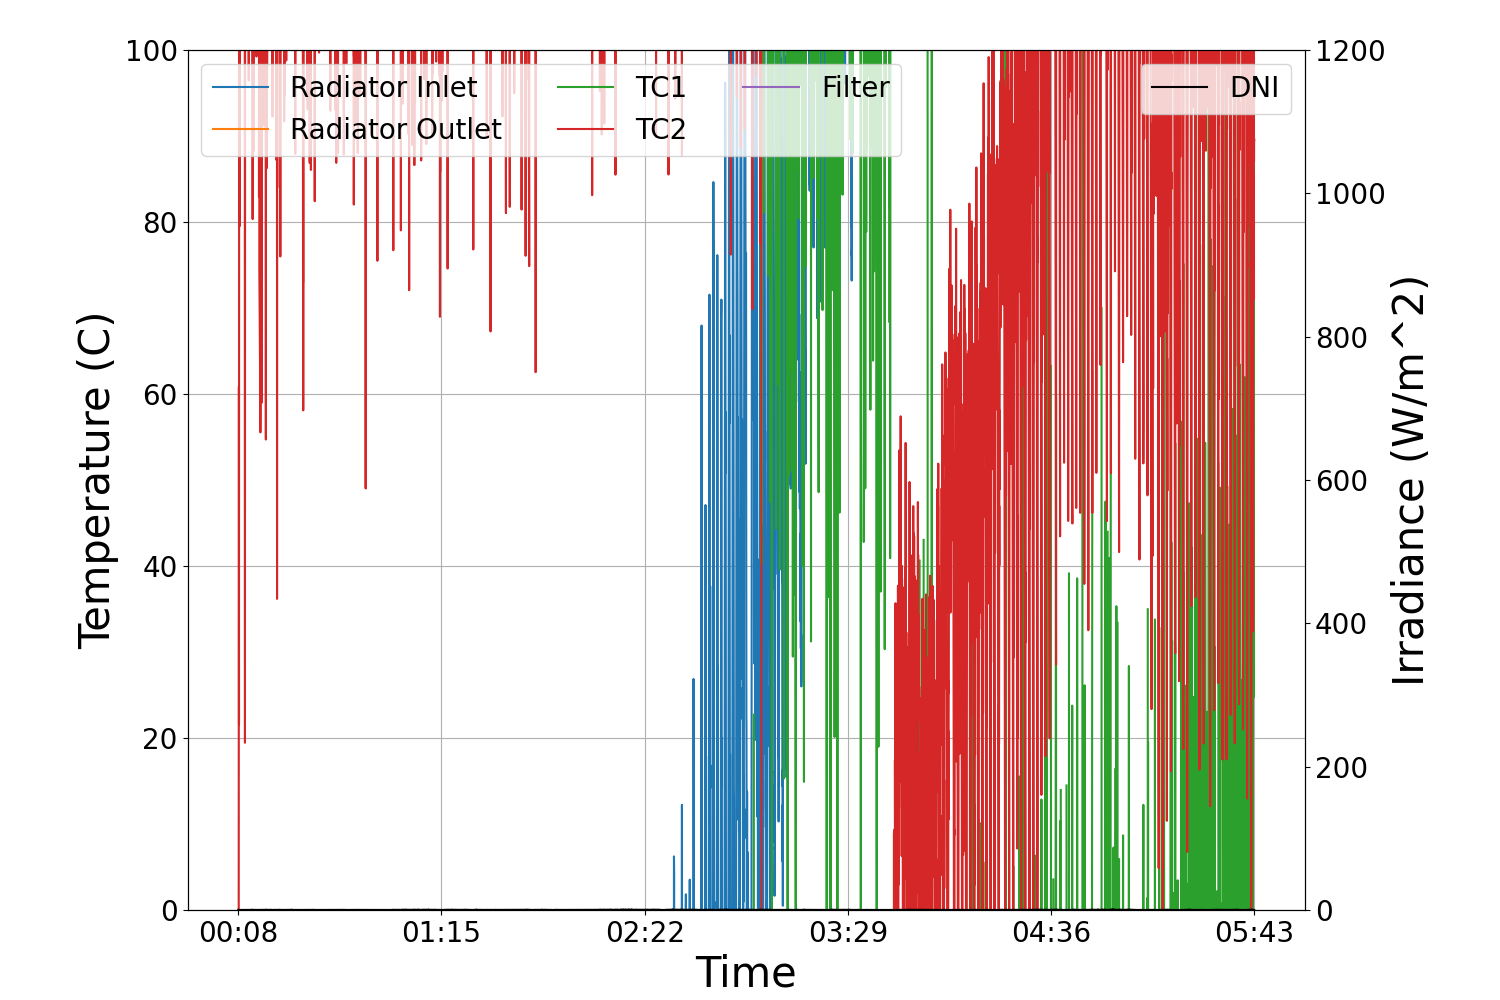 100
80
60
40
20
0
Temperature (C)
Radiator Inlet
Radiator Outlet
TC1
TC2
Filter
DNI
1200
1000
800
600
400
200
0
Irradiance (W/m^2)
00:08
01:15
02:22
03:29
04:36
05:43
Time